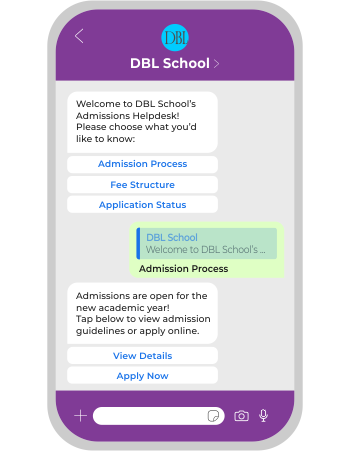 DBL
DBL School
Welcome to DBL School's
Admissions Helpdesk!
Please choose what you'd
like to know:
Admission Process
Fee Structure
Application Status
DBL School
Welcome to DBL School's ...
Admission Process
Admissions are open for the
new academic year!
Tap below to view admission
guidelines or apply online.
View Details
Apply Now